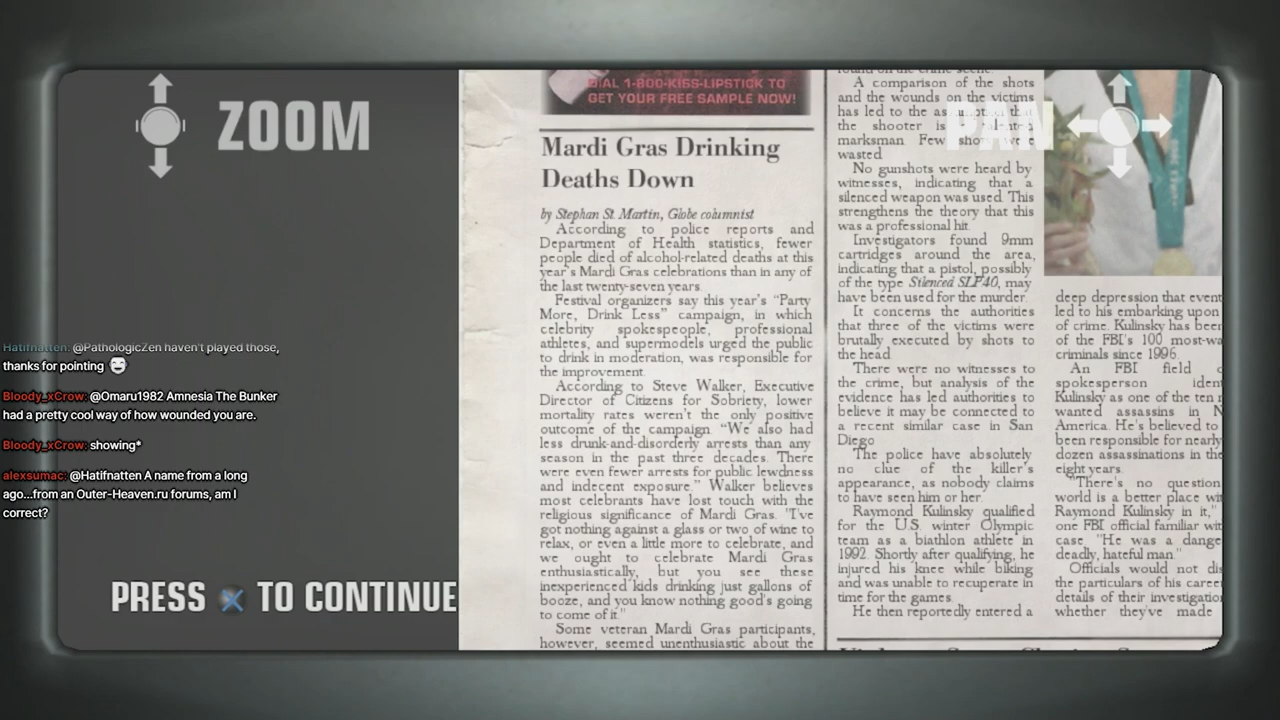 ZOOM
PAN
PRESS TO CONTINUE
Hatifnatten: @PathologicZen haven't played those,
thanks for pointing
Bloody_xCrow: @Omaru1982 Amnesia The Bunker
had a pretty cool way of how wounded you are.
Bloody_xCrow: showing*
alexsumac: @Hatifnatten A name from a long
ago...from an Outer-Heaven.ru forums, am I
correct?
DIAL 1-800-KISS-LIPSTICK TO
GET YOUR FREE SAMPLE NOW!
Mardi Gras Drinking
Deaths Down
by Stephan St. Martin, Globe columnist
According to police reports and
Department of Health statistics, fewer
people died of alcohol-related deaths at this
year's Mardi Gras celebrations than in any of
the last twenty-seven years.
Festival organizers say this year's "Party
More, Drink Less" campaign, in which
celebrity spokespeople, professional
athletes, and supermodels urged the public
to drink in moderation, was responsible for
the improvement.
According to Steve Walker, Executive
Director of Citizens for Sobriety, lower
mortality rates weren't the only positive
outcome of the campaign. "We also had
less drunk-and-disorderly arrests than any
season in the past three decades. There
were even fewer arrests for public lewdness
and indecent exposure." Walker believes
most celebrants have lost touch with the
religious significance of Mardi Gras. "I've
got nothing against a glass or two of wine to
relax, or even a little more to celebrate, and
we ought to celebrate Mardi Gras
enthusiastically, but you see these
inexperienced kids drinking just gallons of
booze, and you know nothing good's going
to come of it."
Some veteran Mardi Gras participants,
however, seemed unenthusiastic about the
found on the crime scene.
A comparison of the shots
and the wounds on the victims
has led to the assumption that
the shooter is a talented
marksman. Few shots were
wasted.
No gunshots were heard by
witnesses, indicating that a
silenced weapon was used. This
strengthens the theory that this
was a professional hit.
Investigators found 9mm
cartridges around the area,
indicating that a pistol, possibly
of the type Silenced SLP40, may
have been used for the murder.
It concerns the authorities
that three of the victims were
brutally executed by shots to
the head.
There were no witnesses to
the crime, but analysis of the
evidence has led authorities to
believe it may be connected to
a recent similar case in San
Diego.
The police have absolutely
no clue of the killer's
appearance, as nobody claims
to have seen him or her.
Raymond Kulinsky qualified
for the U.S. winter Olympic
team as a biathlon athlete in
1992. Shortly after qualifying, he
injured his knee while biking
and was unable to recuperate in
time for the games.
He then reportedly entered a
deep depression that event
led to his embarking upon
of crime. Kulinsky has been
of the FBI's 100 most-wa
criminals since 1996.
An FBI field o
spokesperson ident
Kulinsky as one of the ten r
wanted assassins in N
America. He's believed to
been responsible for nearly
dozen assassinations in the
eight years.
"There's no question
world is a better place wit
Raymond Kulinsky in it,"
one FBI official familiar wit
case. "He was a dange
deadly, hateful man."
Officials would not dis
the particulars of his career
details of their investigation
whether they've made